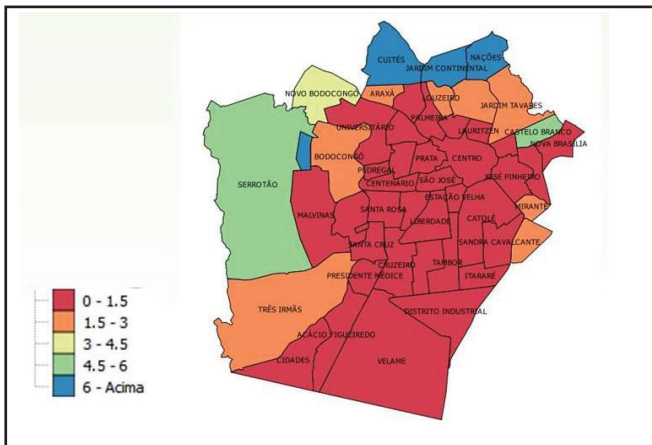 CUITÉS
NAÇÕES
JARDIM CONTINENTAL
NOVO BODOCONGÓ
ARAXÁ
LOUZEIRO
JARDIM TAVARES
PALMEIRA
UNIVERSITÁRIO
LAURITZEN
CASTELO BRANCO
NOVA BRASÍLIA
BODOCONGÓ
PRATA
CENTRO
PEDREGAL
JOSÉ PINHEIRO
SERROTÃO
CENTENÁRIO
SÃO JOSÉ
ESTAÇÃO VELHA
MIRANTE
MALVINAS
SANTA ROSA
LIBERDADE
CATOLÉ
SANTA CRUZ
SANDRA CAVALCANTE
CRUZEIRO
TAMBOR
PRESIDENTE MÉDICE
ITARARÉ
TRÊS IRMÃS
DISTRITO INDUSTRIAL
ACÁCIO FIGUEIREDO
CIDADES
VELAME
0 - 1.5
1.5 - 3
3 - 4.5
4.5 - 6
6 - Acima